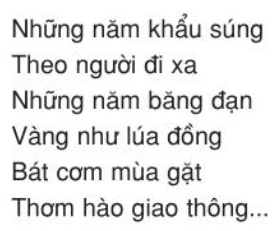 Những năm khẩu súng
Theo người đi xa
Những năm băng đạn
Vàng như lúa đồng
Bát cơm mùa gặt
Thơm hào giao thông...